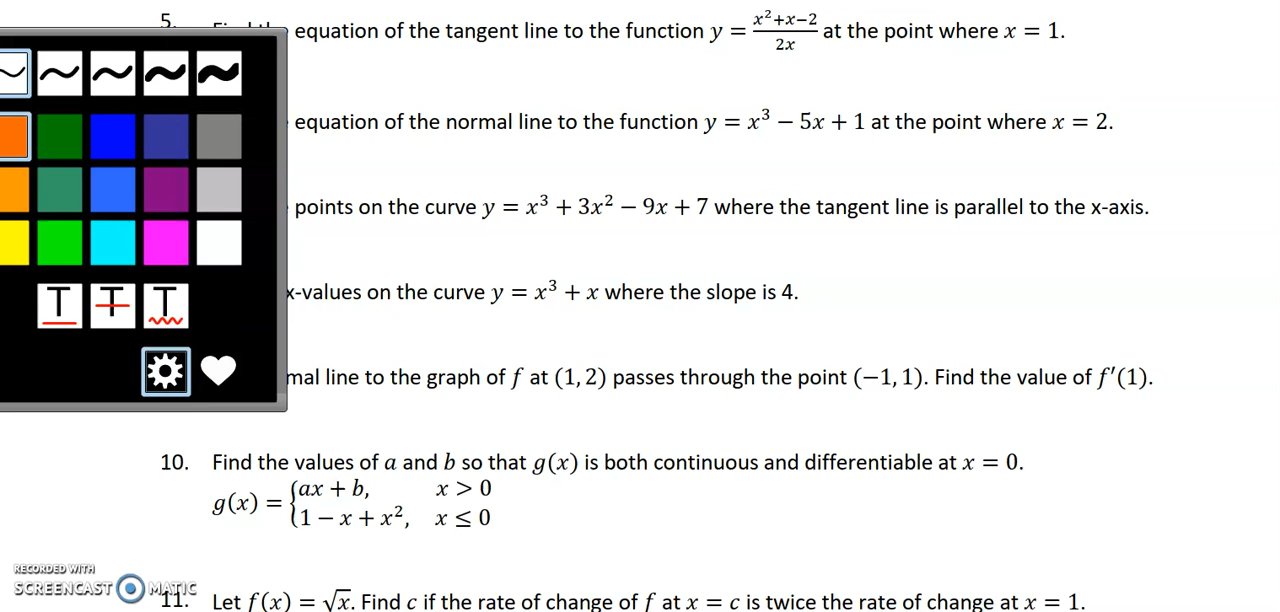 5. equation of the tangent line to the function y = \frac{x²+x−2}{2x} at the point where x = 1.
equation of the normal line to the function y = x³ − 5x + 1 at the point where x = 2.
points on the curve y = x³ + 3x² − 9x + 7 where the tangent line is parallel to the x-axis.
x-values on the curve y = x³ + x where the slope is 4.
T T T
mal line to the graph of f at (1, 2) passes through the point (−1, 1). Find the value of f′(1).
10. Find the values of a and b so that g(x) is both continuous and differentiable at x = 0.
g(x) = { ax + b, x > 0
1 − x + x², x ≤ 0
RECORDED WITH
SCREENCAST MATIC
11. Let f(x) = √x. Find c if the rate of change of f at x = c is twice the rate of change at x = 1.